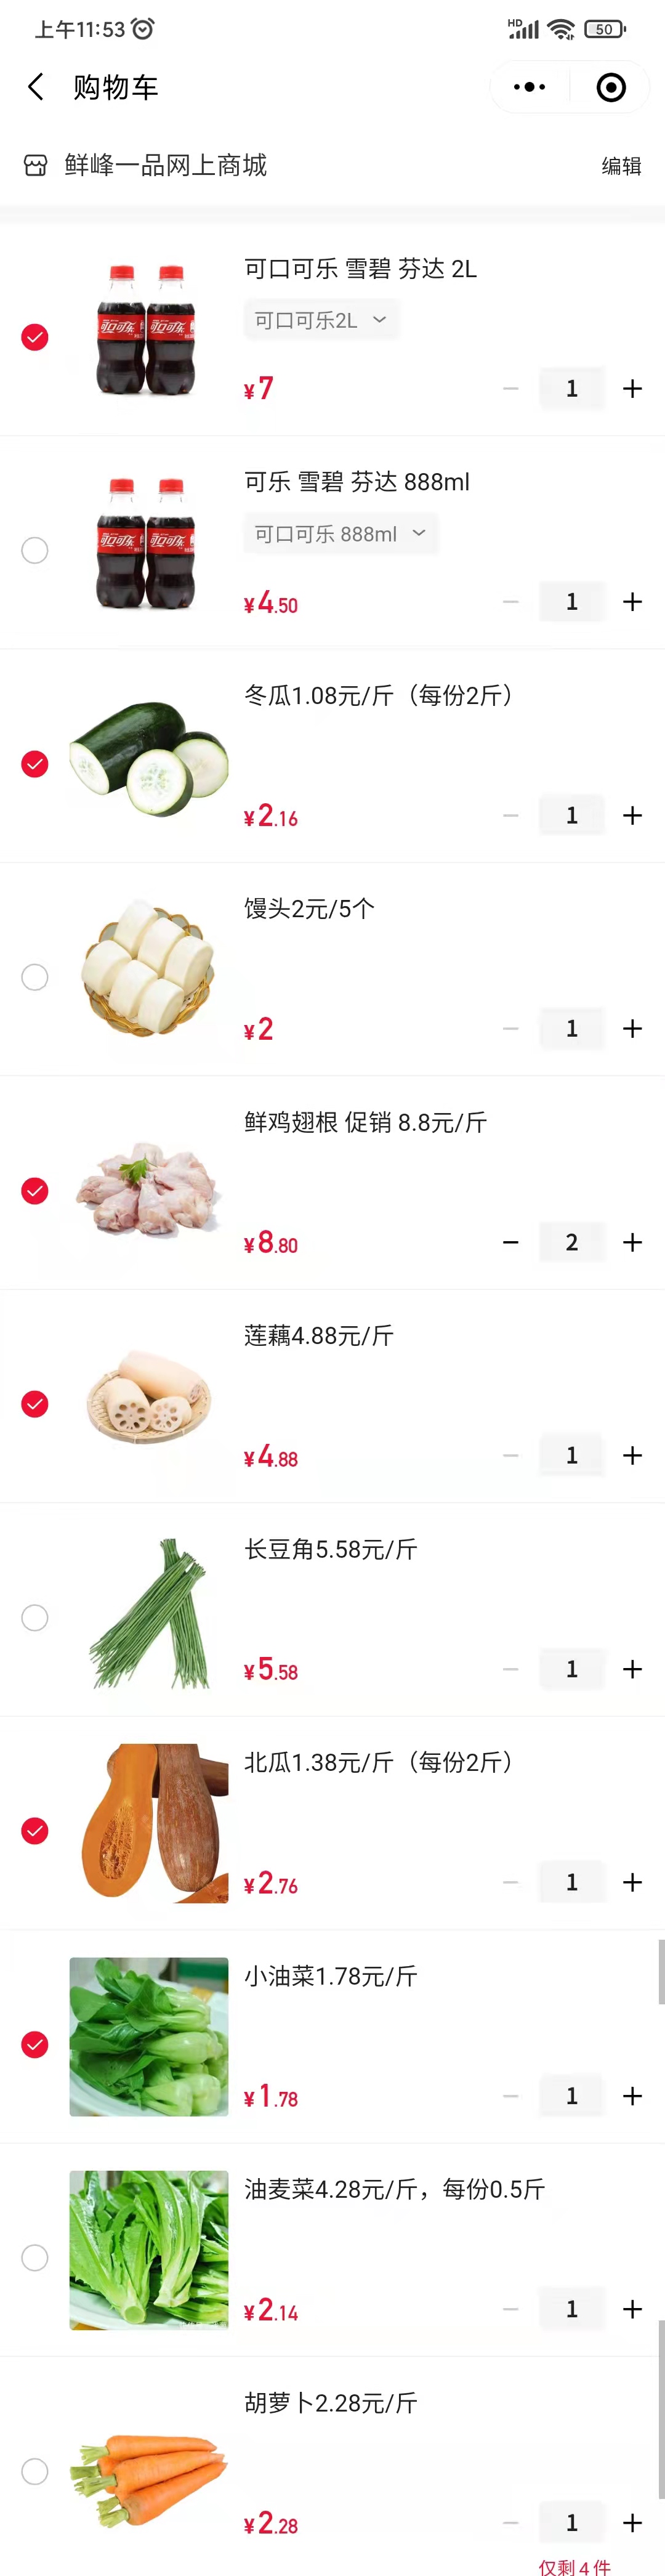 上午11:53
HD
50
购物车
鲜峰一品网上商城 编辑
可口可乐 雪碧 芬达 2L
可口可乐2L
¥7 1
可乐 雪碧 芬达 888ml
可口可乐 888ml
¥4.50 1
冬瓜1.08元/斤（每份2斤）
¥2.16 1
馒头2元/5个
¥2 1
鲜鸡翅根 促销 8.8元/斤
¥8.80 2
莲藕4.88元/斤
¥4.88 1
长豆角5.58元/斤
¥5.58 1
北瓜1.38元/斤（每份2斤）
¥2.76 1
小油菜1.78元/斤
¥1.78 1
油麦菜4.28元/斤，每份0.5斤
¥2.14 1
胡萝卜2.28元/斤
¥2.28 1
仅剩4件